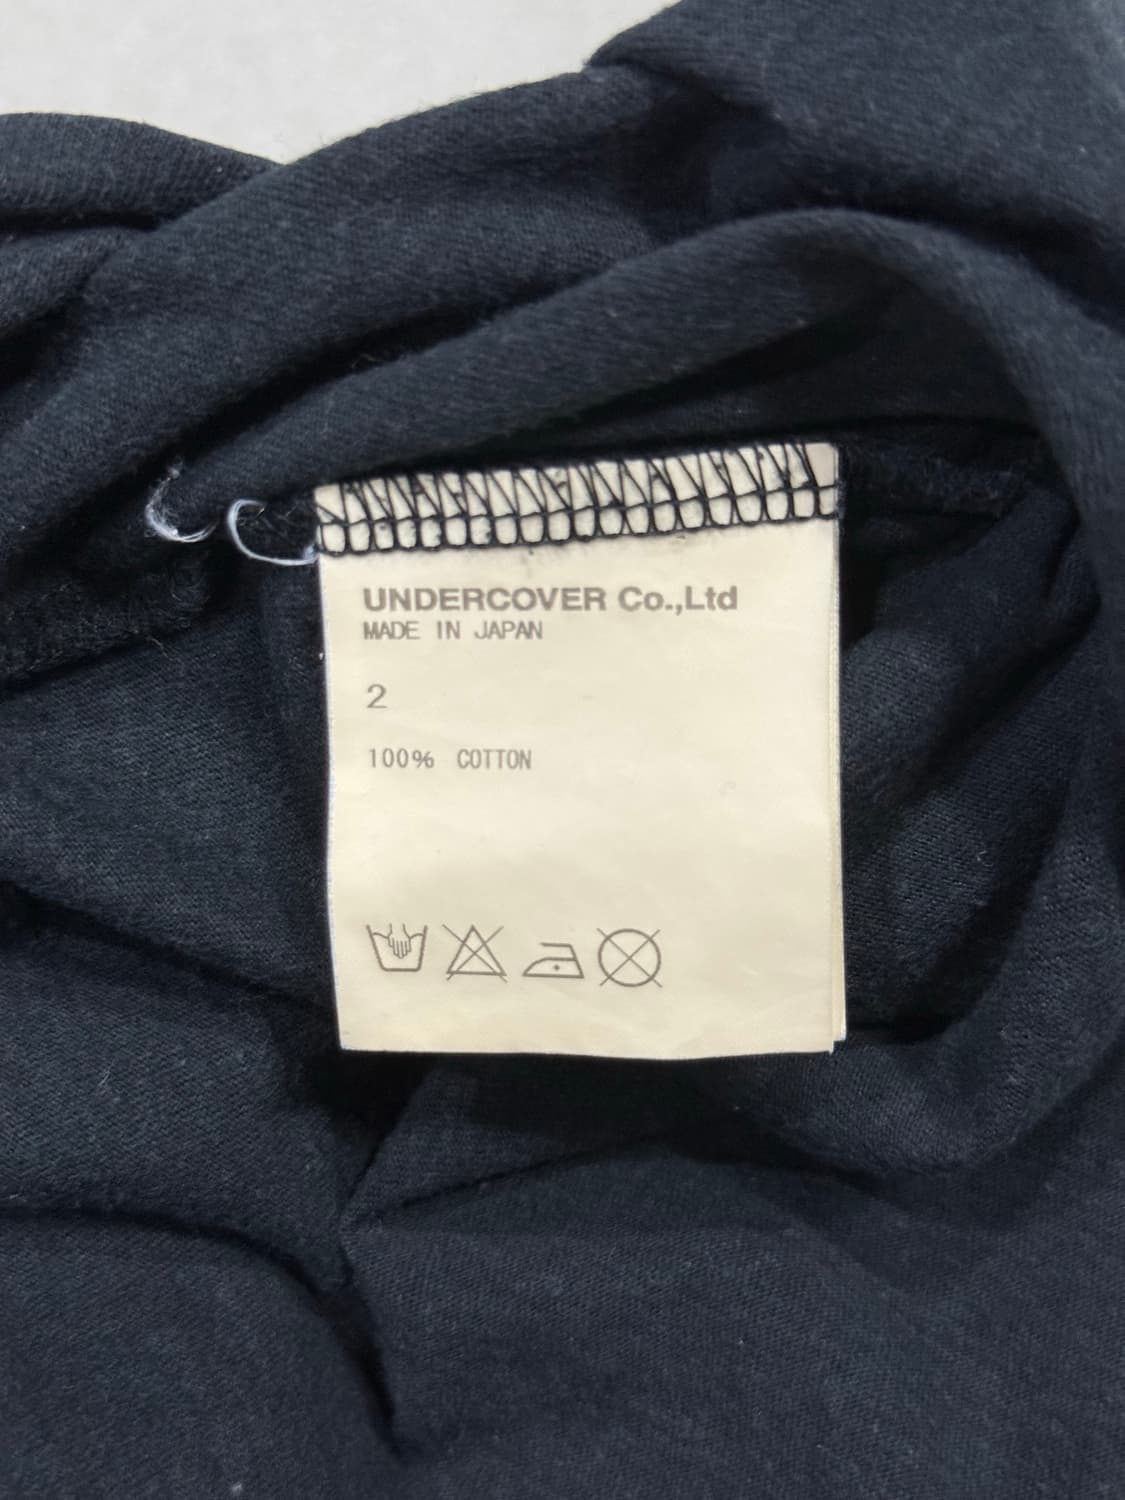 UNDERCOVER Co.,Ltd
MADE IN JAPAN
2
100% COTTON